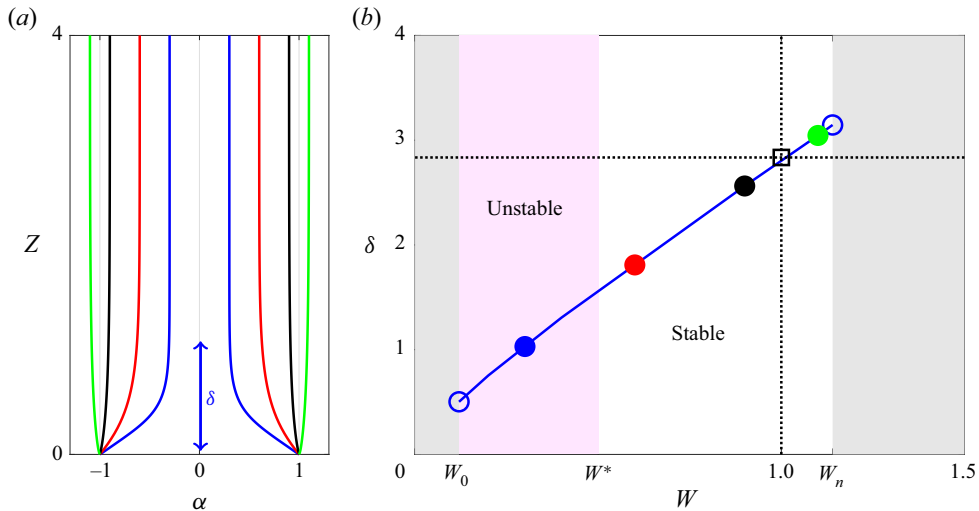 (a)
4
Z
δ
0
−1
0
1
α
(b)
4
3
Unstable
δ
2
Stable
1
0
W0
W*
1.0
Wn
1.5
W